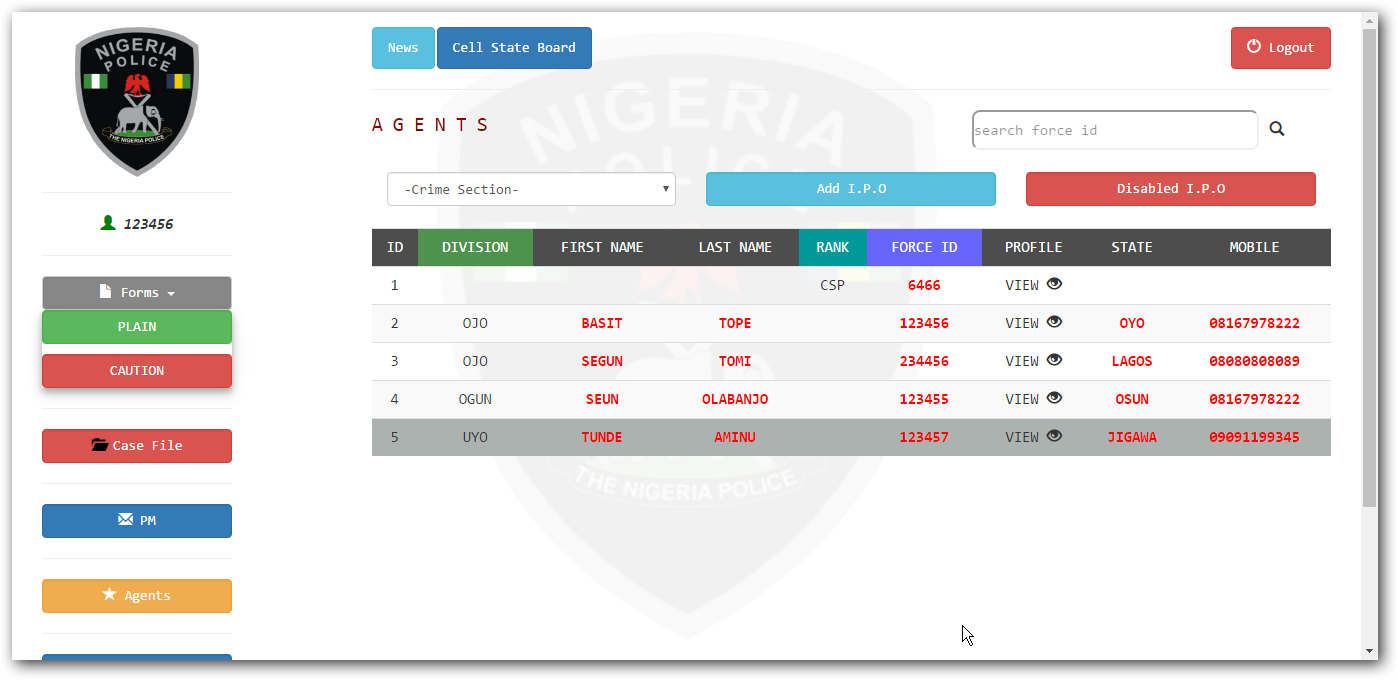 NIGERIA
POLICE
THE NIGERIA POLICE
123456
Forms
PLAIN
CAUTION
Case File
PM
Agents
News Cell State Board Logout
AGENTS search force id
-Crime Section- Add I.P.O Disabled I.P.O
ID DIVISION FIRST NAME LAST NAME RANK FORCE ID PROFILE STATE MOBILE
1 CSP 6466 VIEW
2 OJO BASIT TOPE 123456 VIEW OYO 08167978222
3 OJO SEGUN TOMI 234456 VIEW LAGOS 08080808089
4 OGUN SEUN OLABANJO 123455 VIEW OSUN 08167978222
5 UYO TUNDE AMINU 123457 VIEW JIGAWA 09091199345
NIGERIA
POLICE
THE NIGERIA POLICE